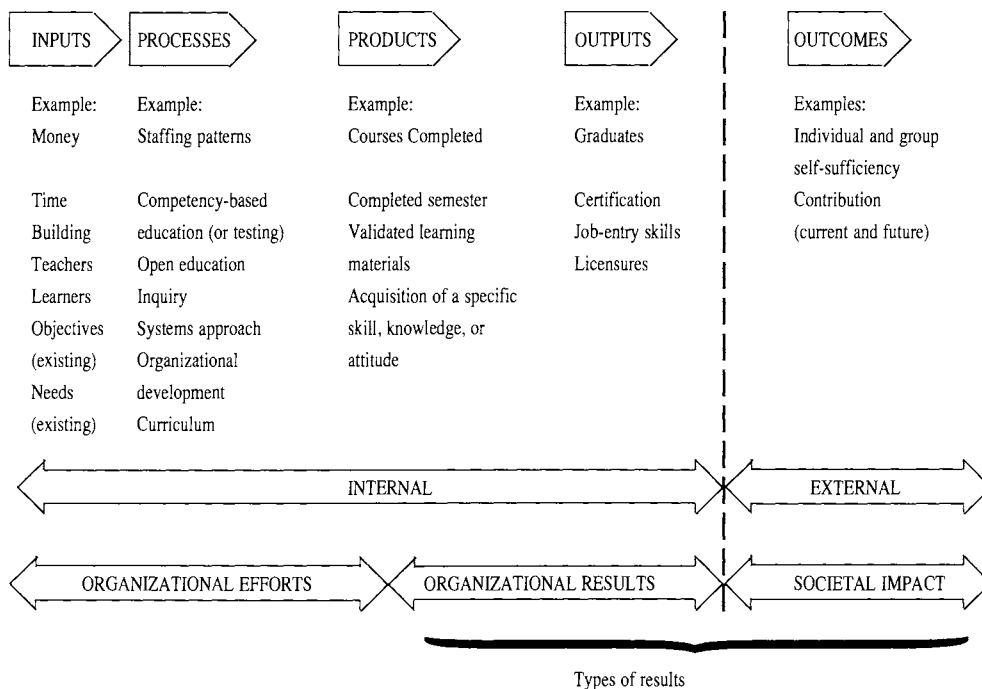 INPUTS
PROCESSES
PRODUCTS
OUTPUTS
OUTCOMES
Example:
Money
Time
Building
Teachers
Learners
Objectives
(existing)
Needs
(existing)
Example:
Staffing patterns
Competency-based
education (or testing)
Open education
Inquiry
Systems approach
Organizational
development
Curriculum
Example:
Courses Completed
Completed semester
Validated learning
materials
Acquisition of a specific
skill, knowledge, or
attitude
Example:
Graduates
Certification
Job-entry skills
Licensures
Examples:
Individual and group
self-sufficiency
Contribution
(current and future)
INTERNAL
EXTERNAL
ORGANIZATIONAL EFFORTS
ORGANIZATIONAL RESULTS
SOCIETAL IMPACT
Types of results